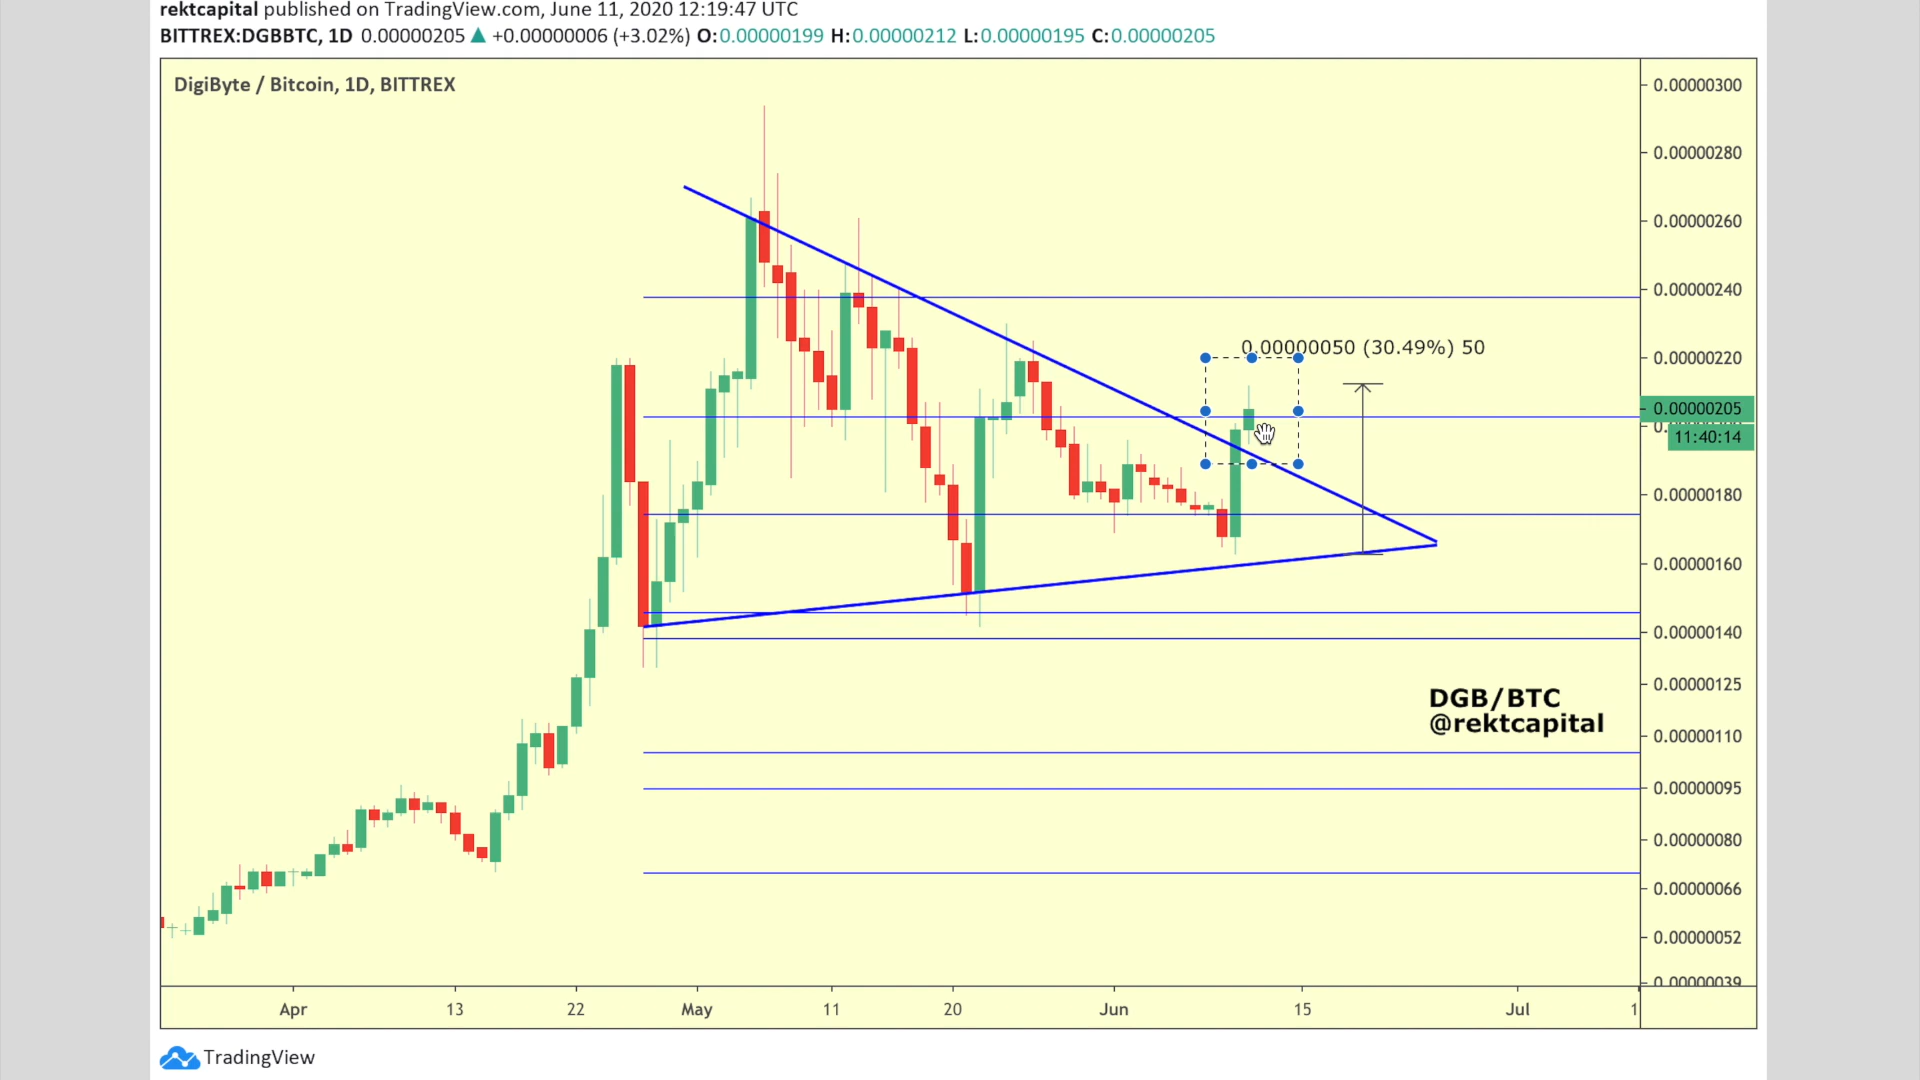 rektcapital published on TradingView.com, June 11, 2020 12:19:47 UTC
BITTREX:DGBBTC, 1D 0.00000205 ▲ +0.00000006 (+3.02%) O:0.00000199 H:0.00000212 L:0.00000195 C:0.00000205
DigiByte / Bitcoin, 1D, BITTREX
0.00000300
0.00000280
0.00000260
0.00000240
0.00000050 (30.49%) 50
0.00000220
0.00000205
11:40:14
0.00000180
0.00000160
0.00000140
0.00000125
DGB/BTC
@rektcapital
0.00000110
0.00000095
0.00000080
0.00000066
0.00000052
0.00000039
Apr 13 22 May 11 20 Jun 15 Jul 1
TradingView